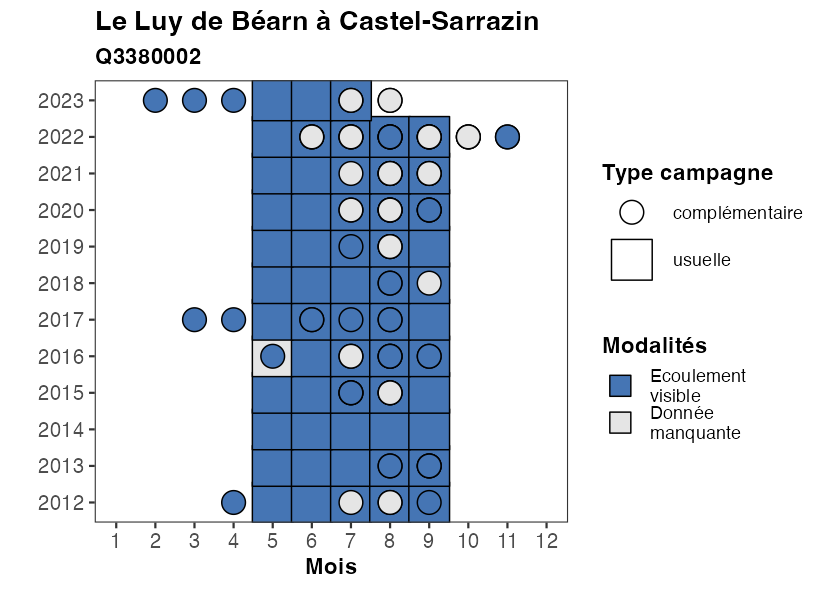 Le Luy de Béarn à Castel-Sarrazin
Q3380002
2023
2022
2021
2020
2019
2018
2017
2016
2015
2014
2013
2012
1 2 3 4 5 6 7 8 9 10 11 12
Mois
Type campagne
complémentaire
usuelle
Modalités
Ecoulement
visible
Donnée
manquante